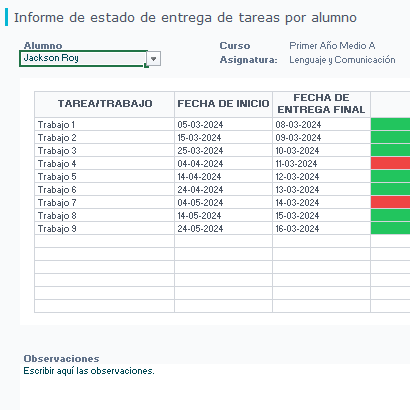 Informe de estado de entrega de tareas por alumno
Alumno
Jackson Roy
Curso Primer Año Medio A
Asignatura: Lenguaje y Comunicación
TAREA/TRABAJO FECHA DE INICIO FECHA DE ENTREGA FINAL
Trabajo 1 05-03-2024 08-03-2024
Trabajo 2 15-03-2024 09-03-2024
Trabajo 3 25-03-2024 10-03-2024
Trabajo 4 04-04-2024 11-03-2024
Trabajo 5 14-04-2024 12-03-2024
Trabajo 6 24-04-2024 13-03-2024
Trabajo 7 04-05-2024 14-03-2024
Trabajo 8 14-05-2024 15-03-2024
Trabajo 9 24-05-2024 16-03-2024
Observaciones
Escribir aquí las observaciones.